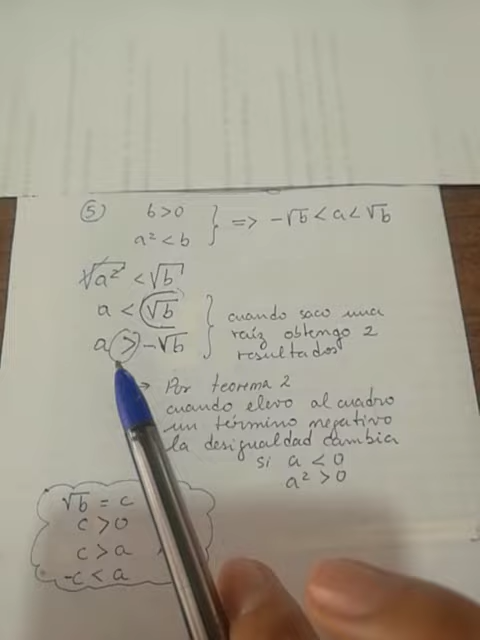 5) b>0 } => -√b < a < √b
a² < b
√a² < √b
a < √b } cuando saco una
raíz obtengo 2
a > -√b resultados
→ Por teorema 2
cuando elevo al cuadro
un término negativo
la desigualdad cambia
si a < 0
a² > 0
√b = c
c > 0
c > a
-c < a